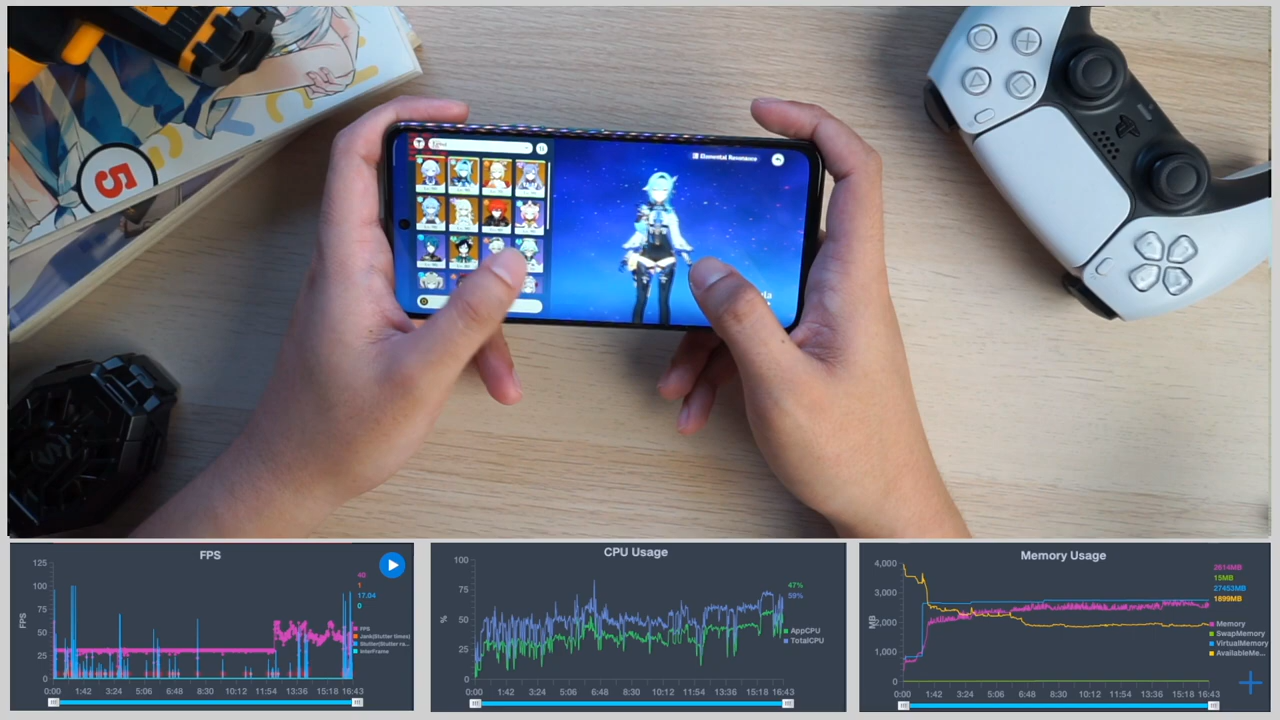 5
Elemental Resonance
FPS
125
100
75
50
25
0
FPS
0:00 1:42 3:24 5:06 6:48 8:30 10:12 11:54 13:36 15:18 16:43
40
1
17.04
0
FPS
Jank(Stutter times)
Stutter(Stutter ra...
InterFrame
CPU Usage
100
75
50
25
0
%
0:00 1:42 3:24 5:06 6:48 8:30 10:12 11:54 13:36 15:18 16:43
47%
59%
AppCPU
TotalCPU
Memory Usage
4,000
3,000
2,000
1,000
0
MB
0:00 1:42 3:24 5:06 6:48 8:30 10:12 11:54 13:36 15:18 16:43
2614MB
15MB
27453MB
1899MB
Memory
SwapMemory
VirtualMemory
AvailableMe...